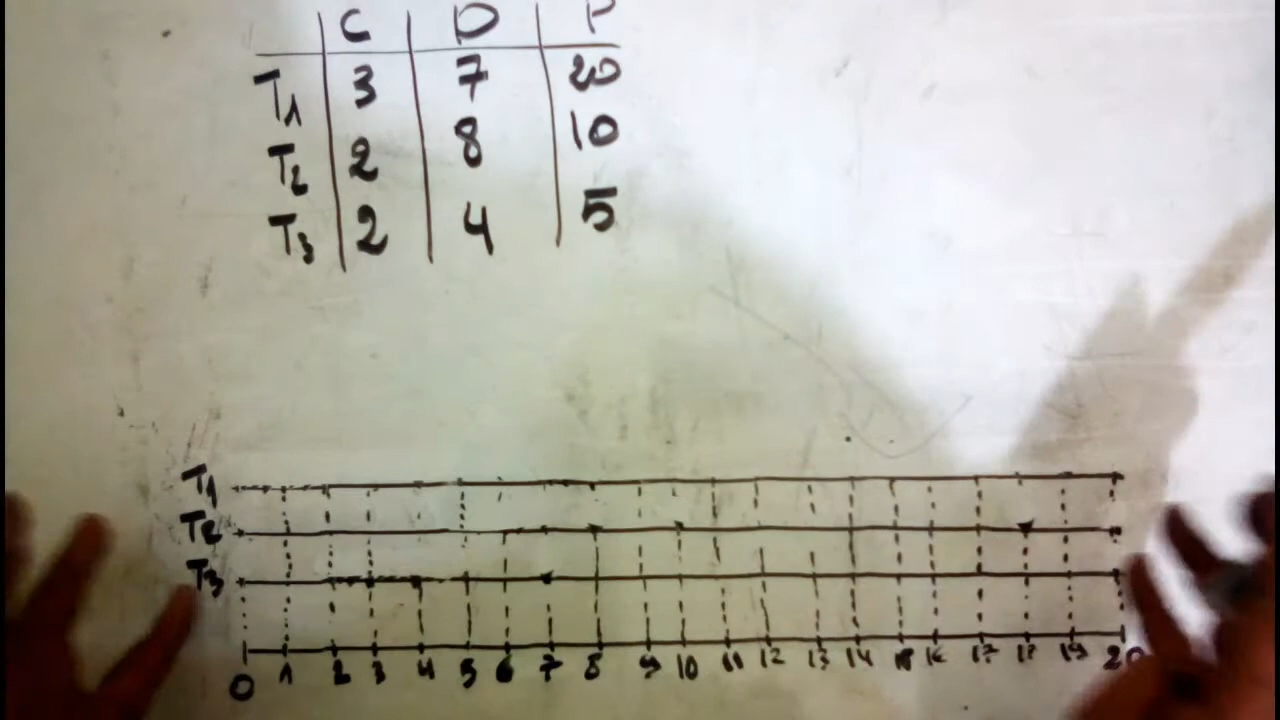 C D P
T1 3 7 20
T2 2 8 10
T3 2 4 5
T1
T2
T3
0 1 2 3 4 5 6 7 8 9 10 11 12 13 14 15 16 17 18 19 20